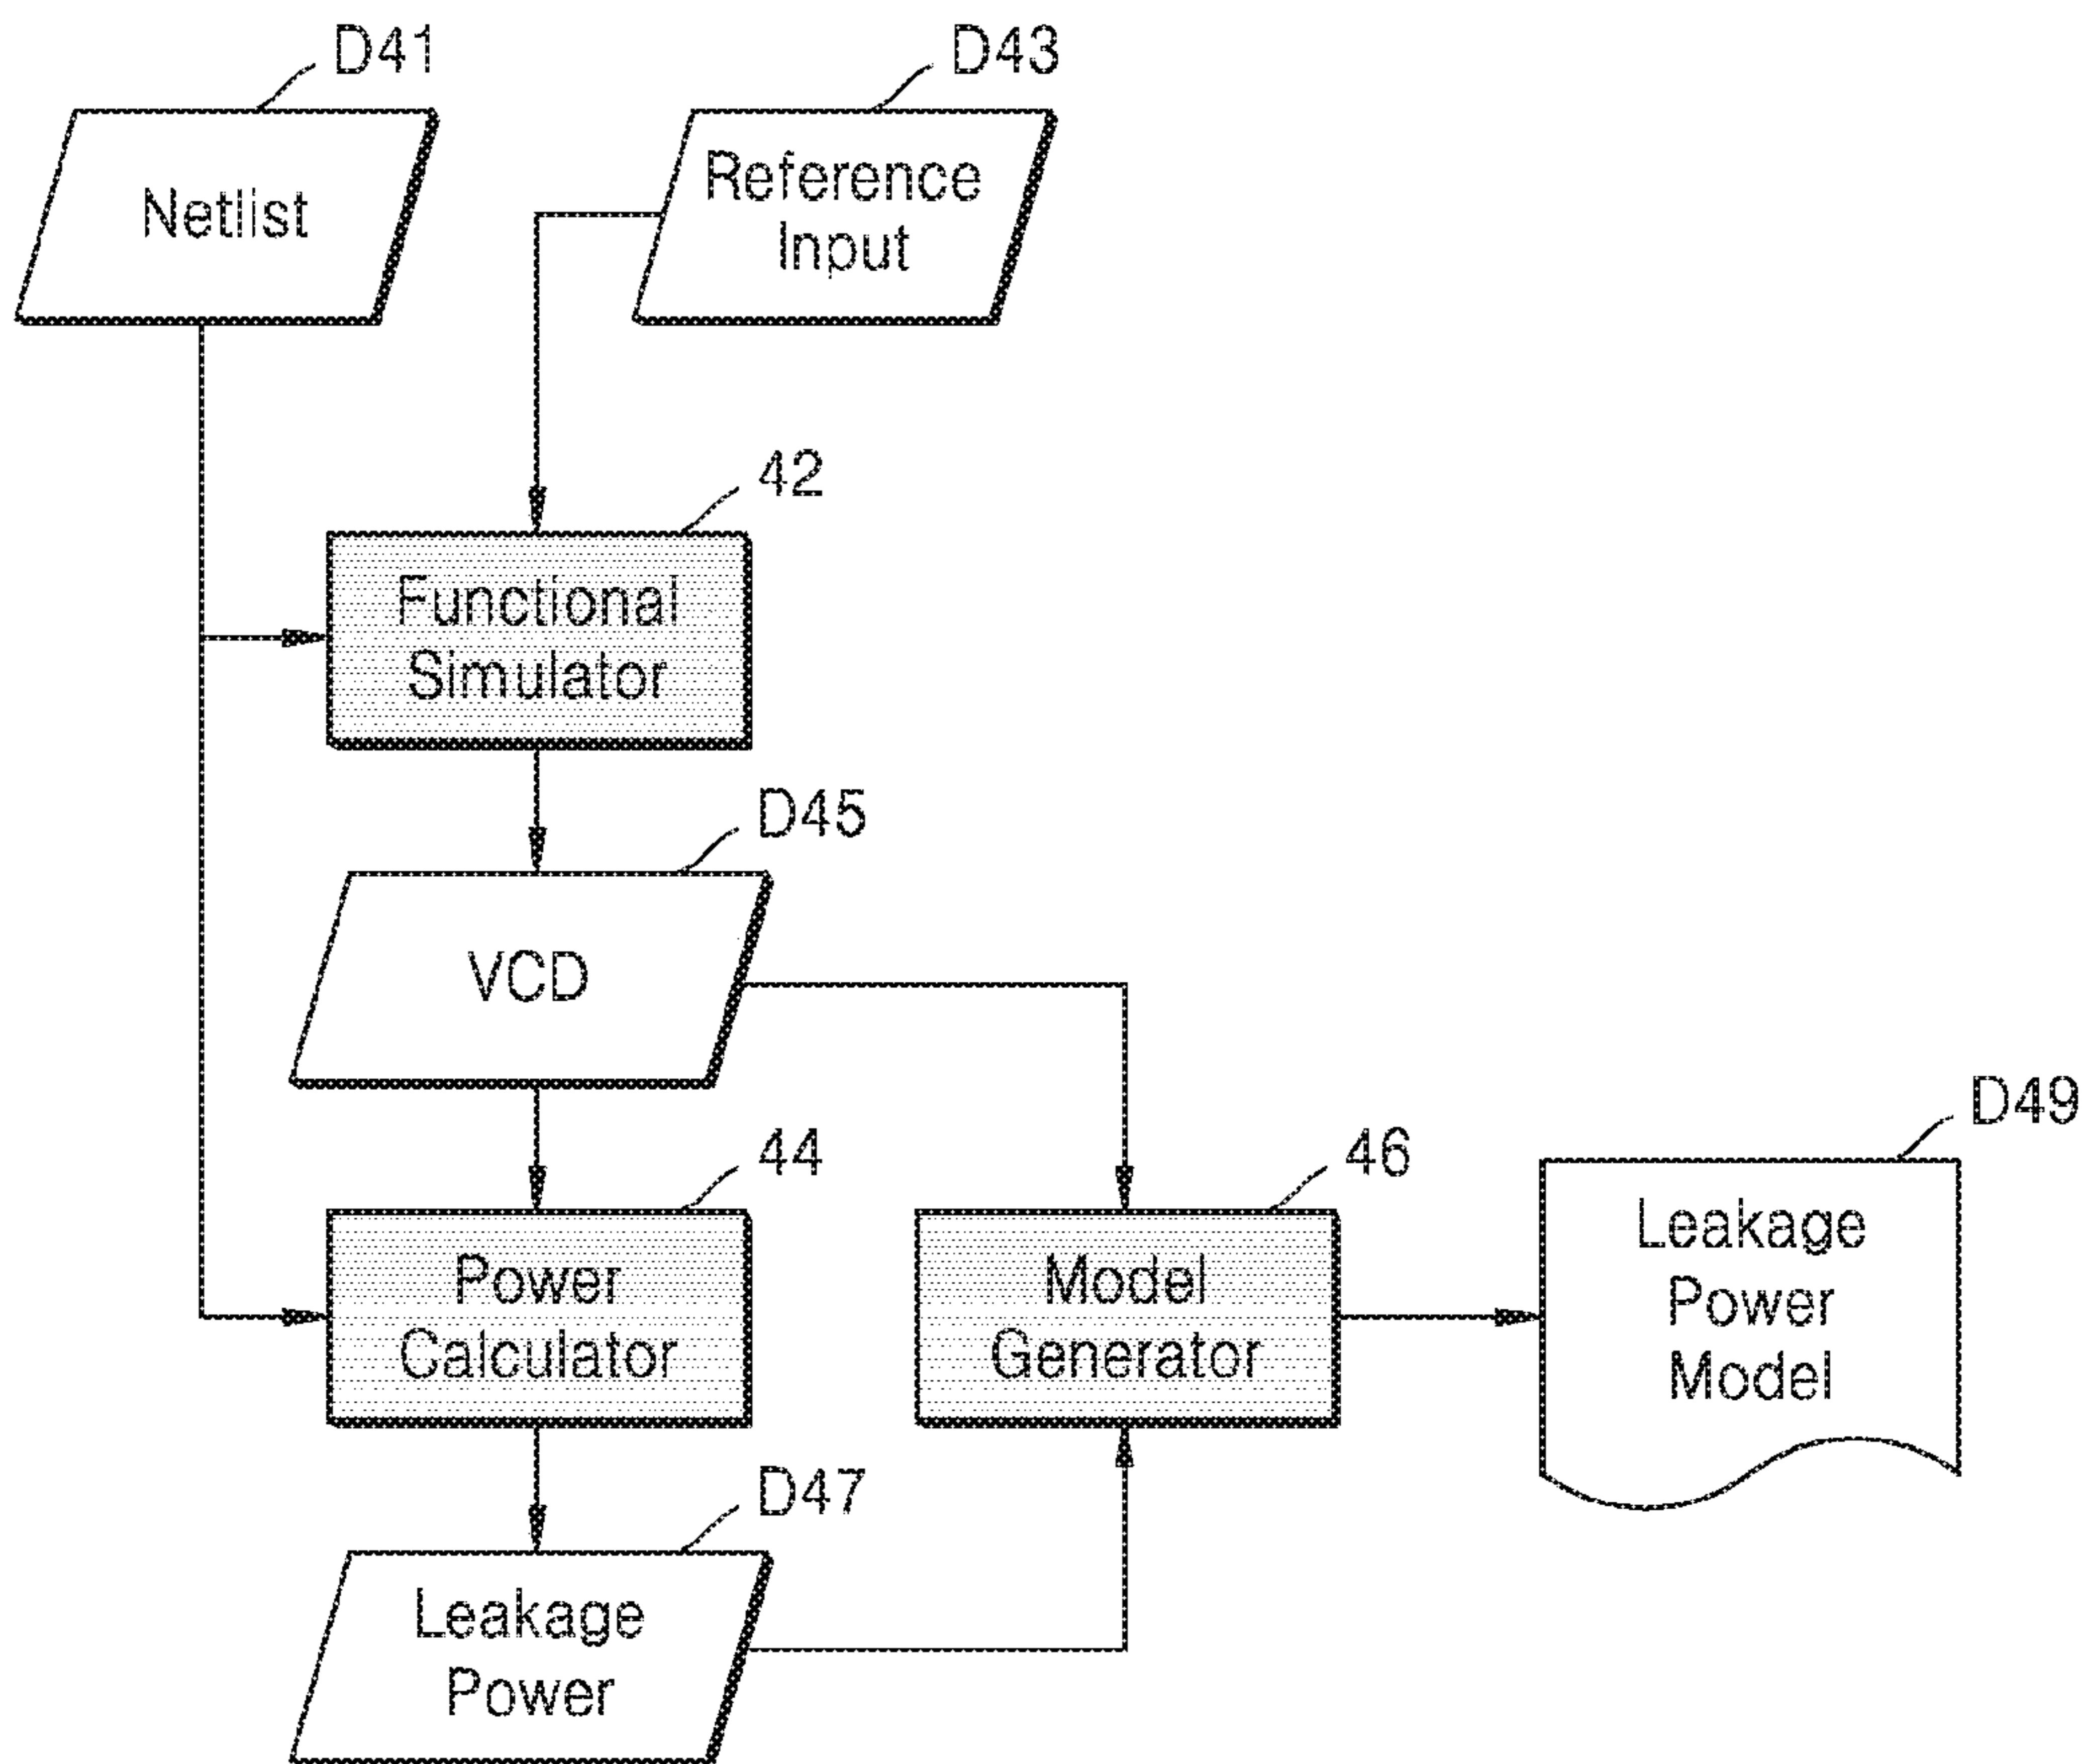 D41
D43
Netlist
Reference
Input
42
Functional
Simulator
D45
VCD
D49
44
46
Power
Calculator
Model
Generator
Leakage
Power
Model
D47
Leakage
Power